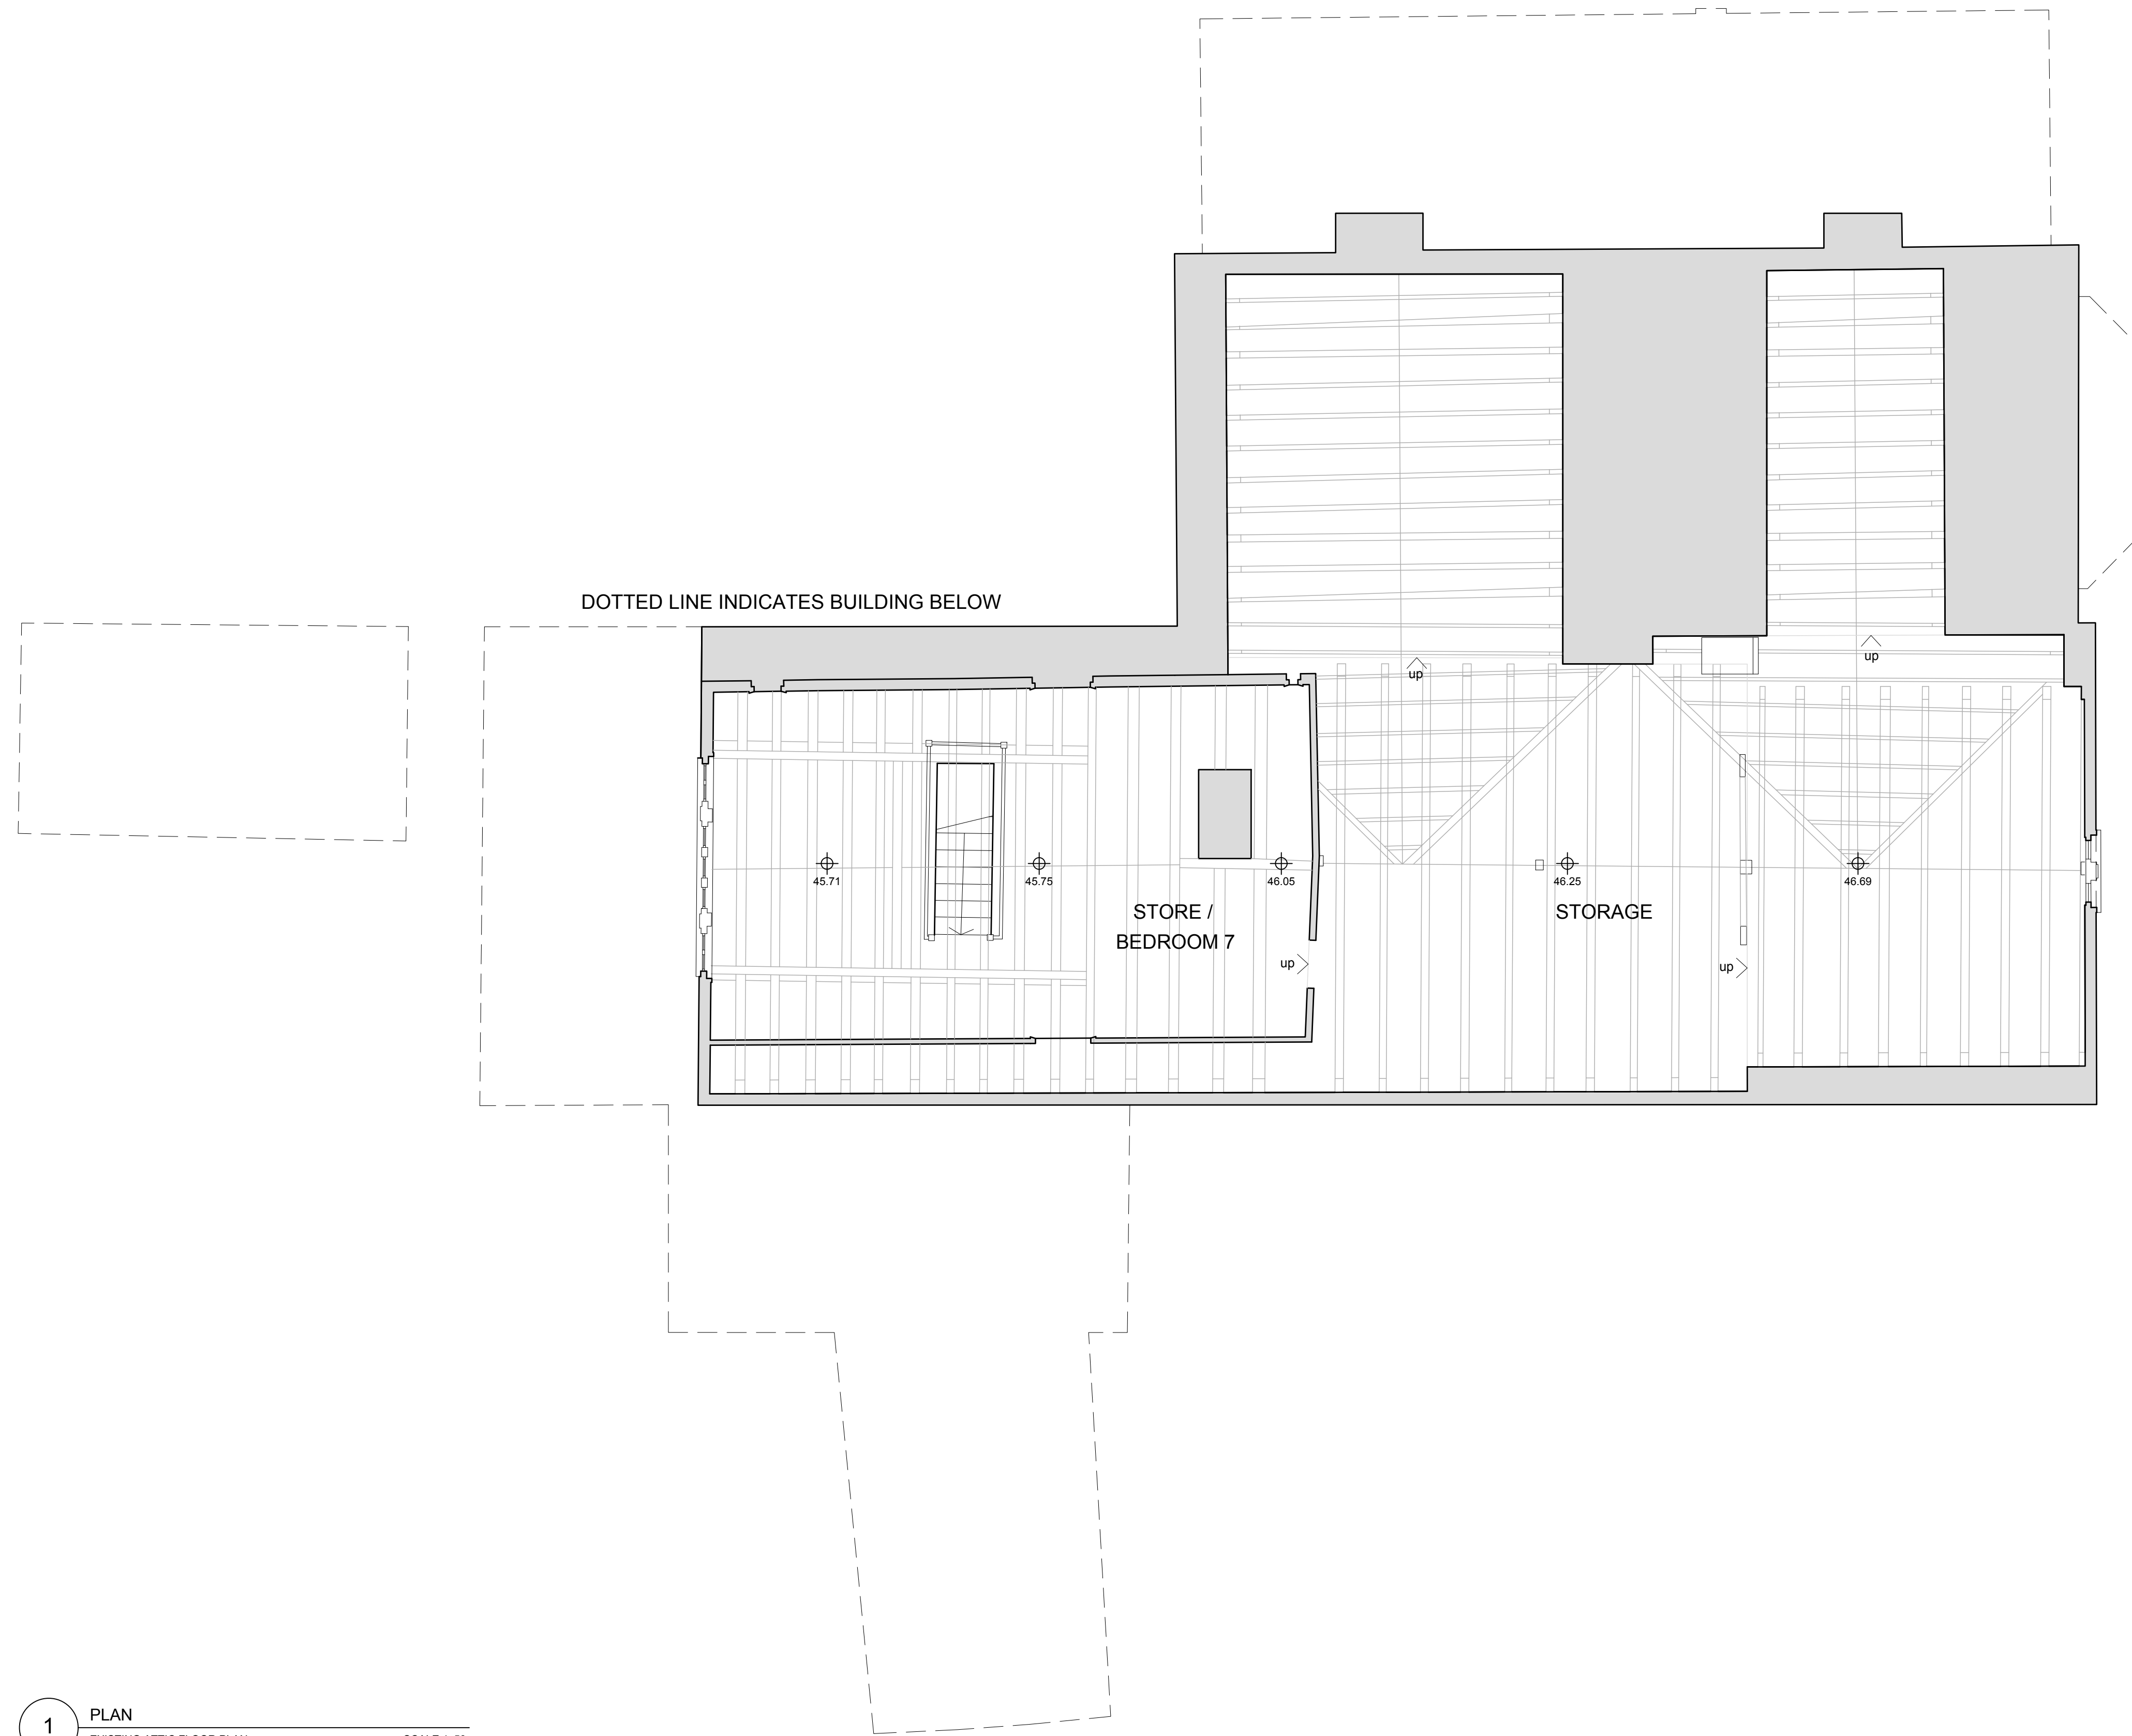 DOTTED LINE INDICATES BUILDING BELOW
up
up
45.71
45.75
46.05
46.25
46.69
STORE /
BEDROOM 7
STORAGE
up
up
1
PLAN